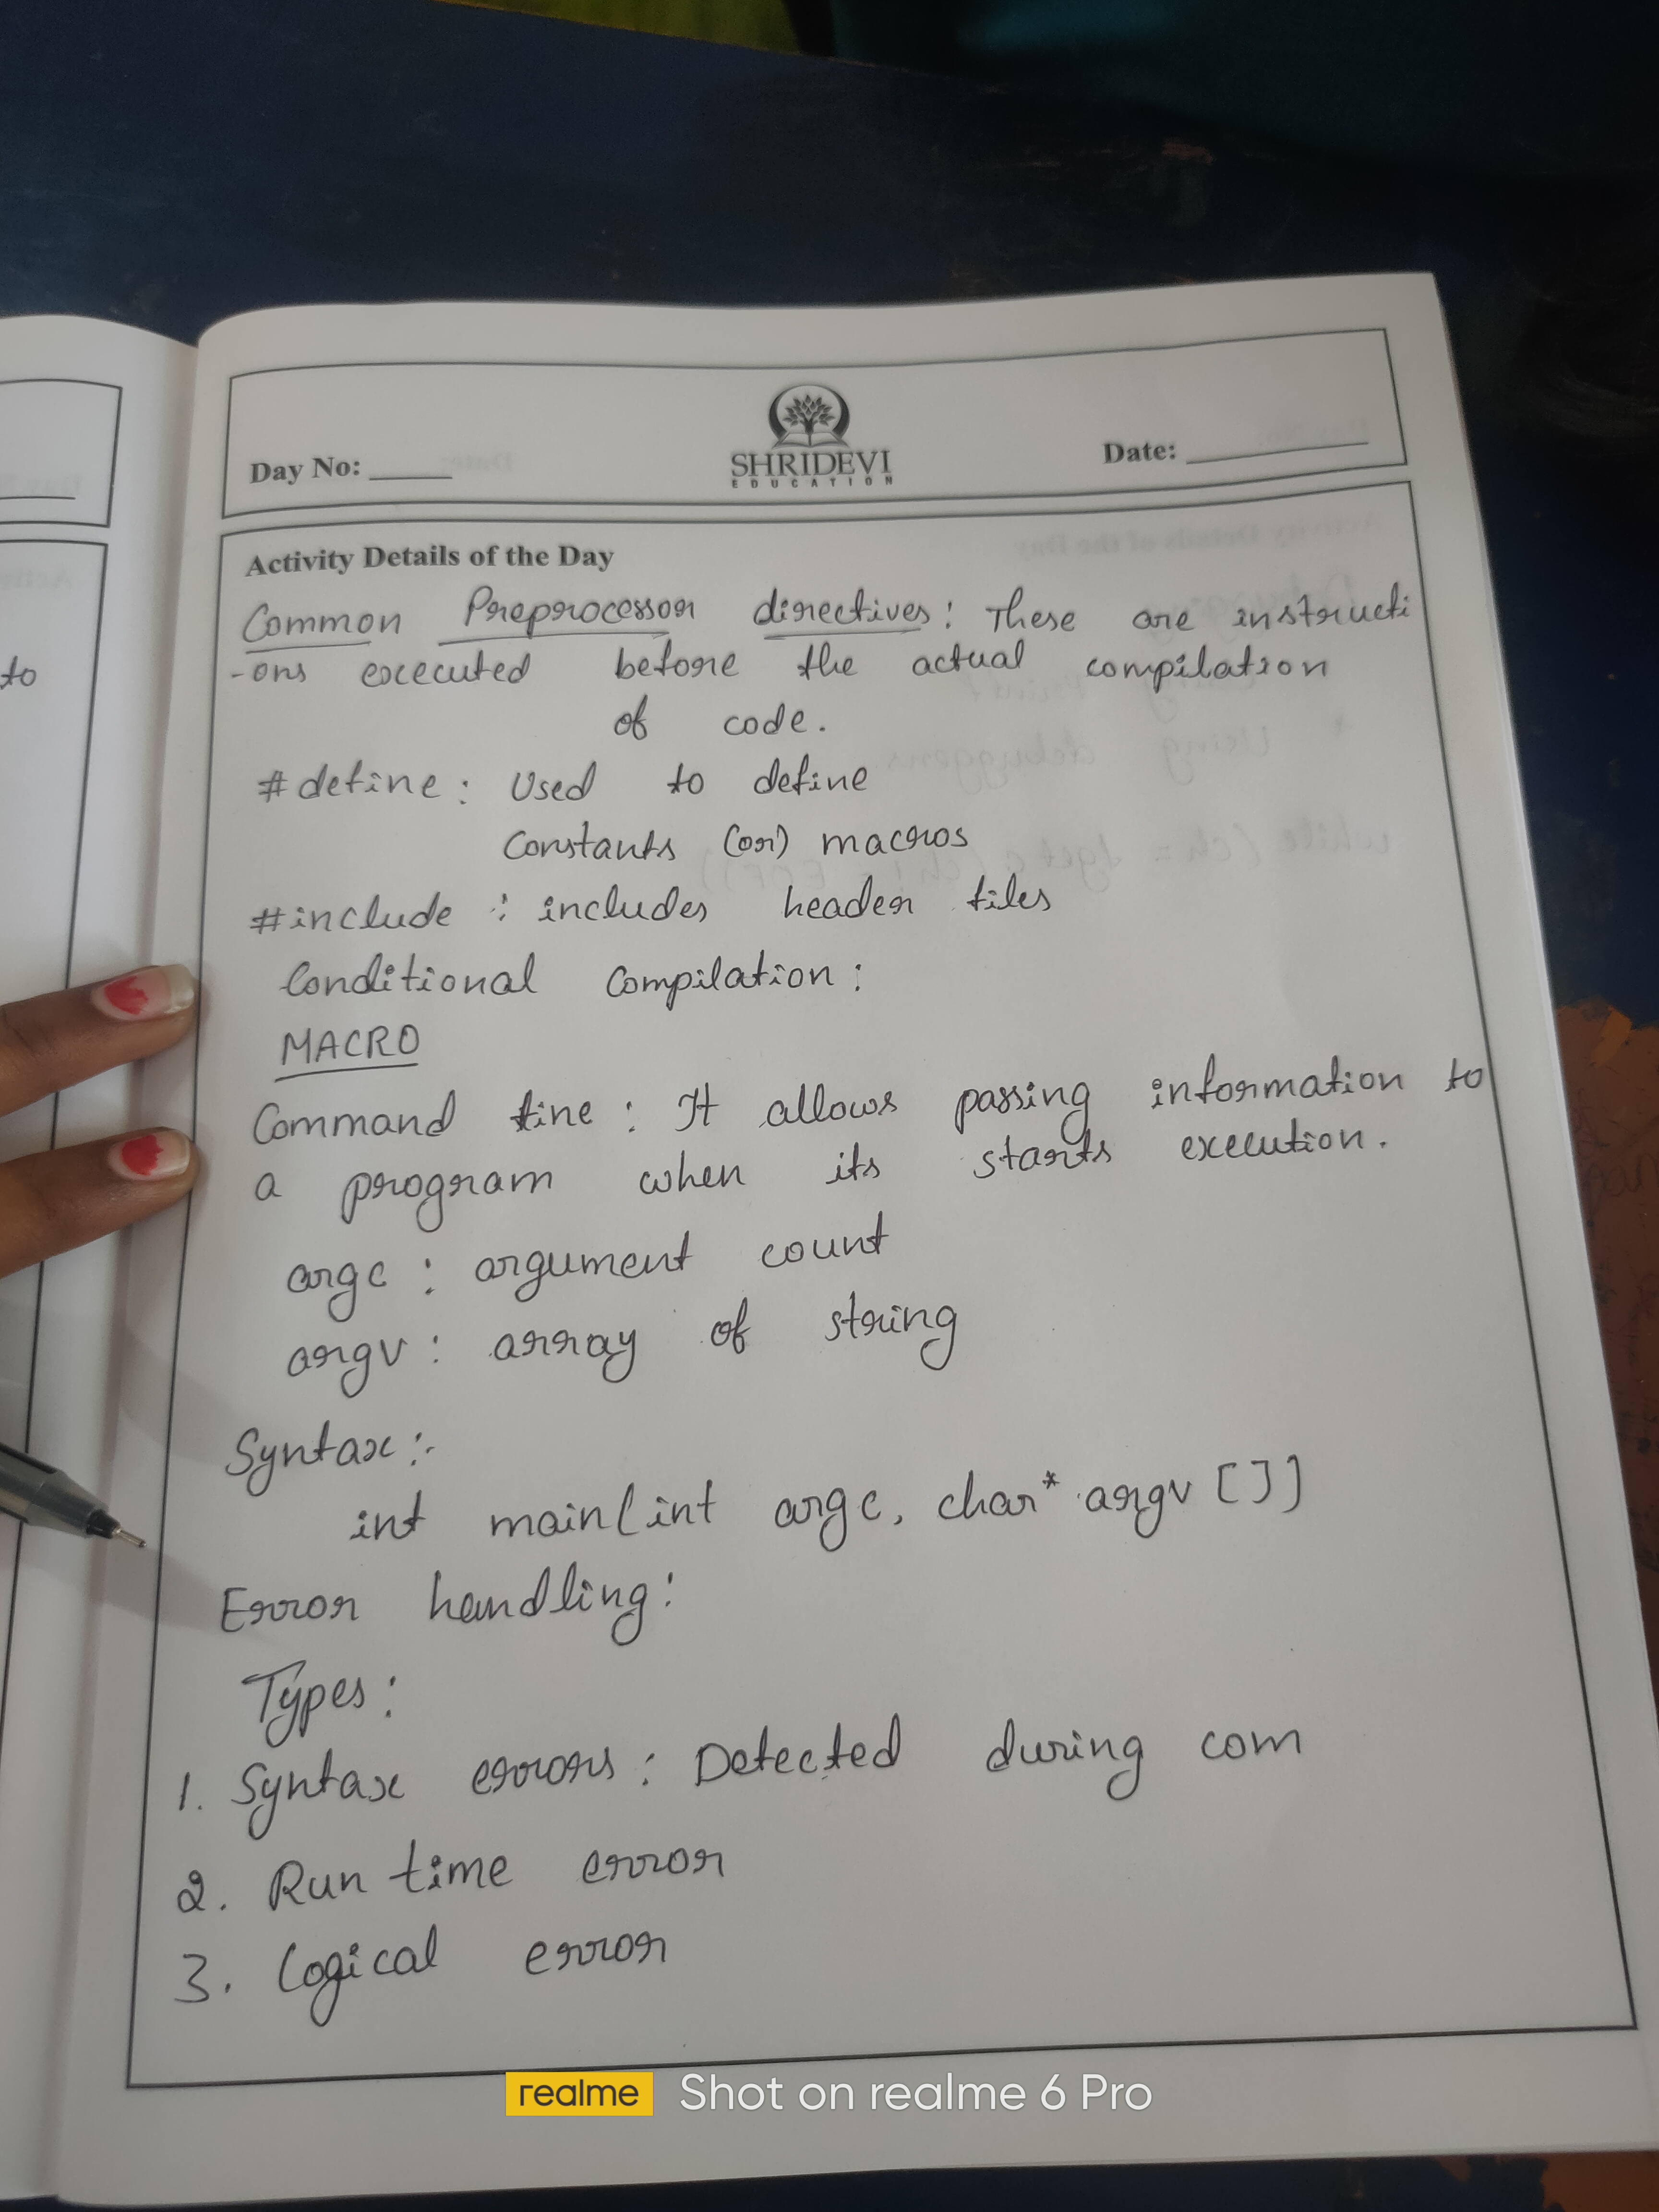 Day No:
SHRIDEVI
EDUCATION
Date:
Activity Details of the Day
to
Common Preprocessor directives: These are instructi
-ons executed before the actual compilation
of code.
#define: Used to define
Constants (or) macros
#include : includes header files
Conditional Compilation:
MACRO
Command line: It allows passing information to
a program when its starts execution.
argc: argument count
argv: array of string
Syntax:-
int main(int argc, char* argv[])
Error handling:
Types:
1. Syntax errors: Detected during com
2. Run time error
3. Logical error
realme Shot on realme 6 Pro